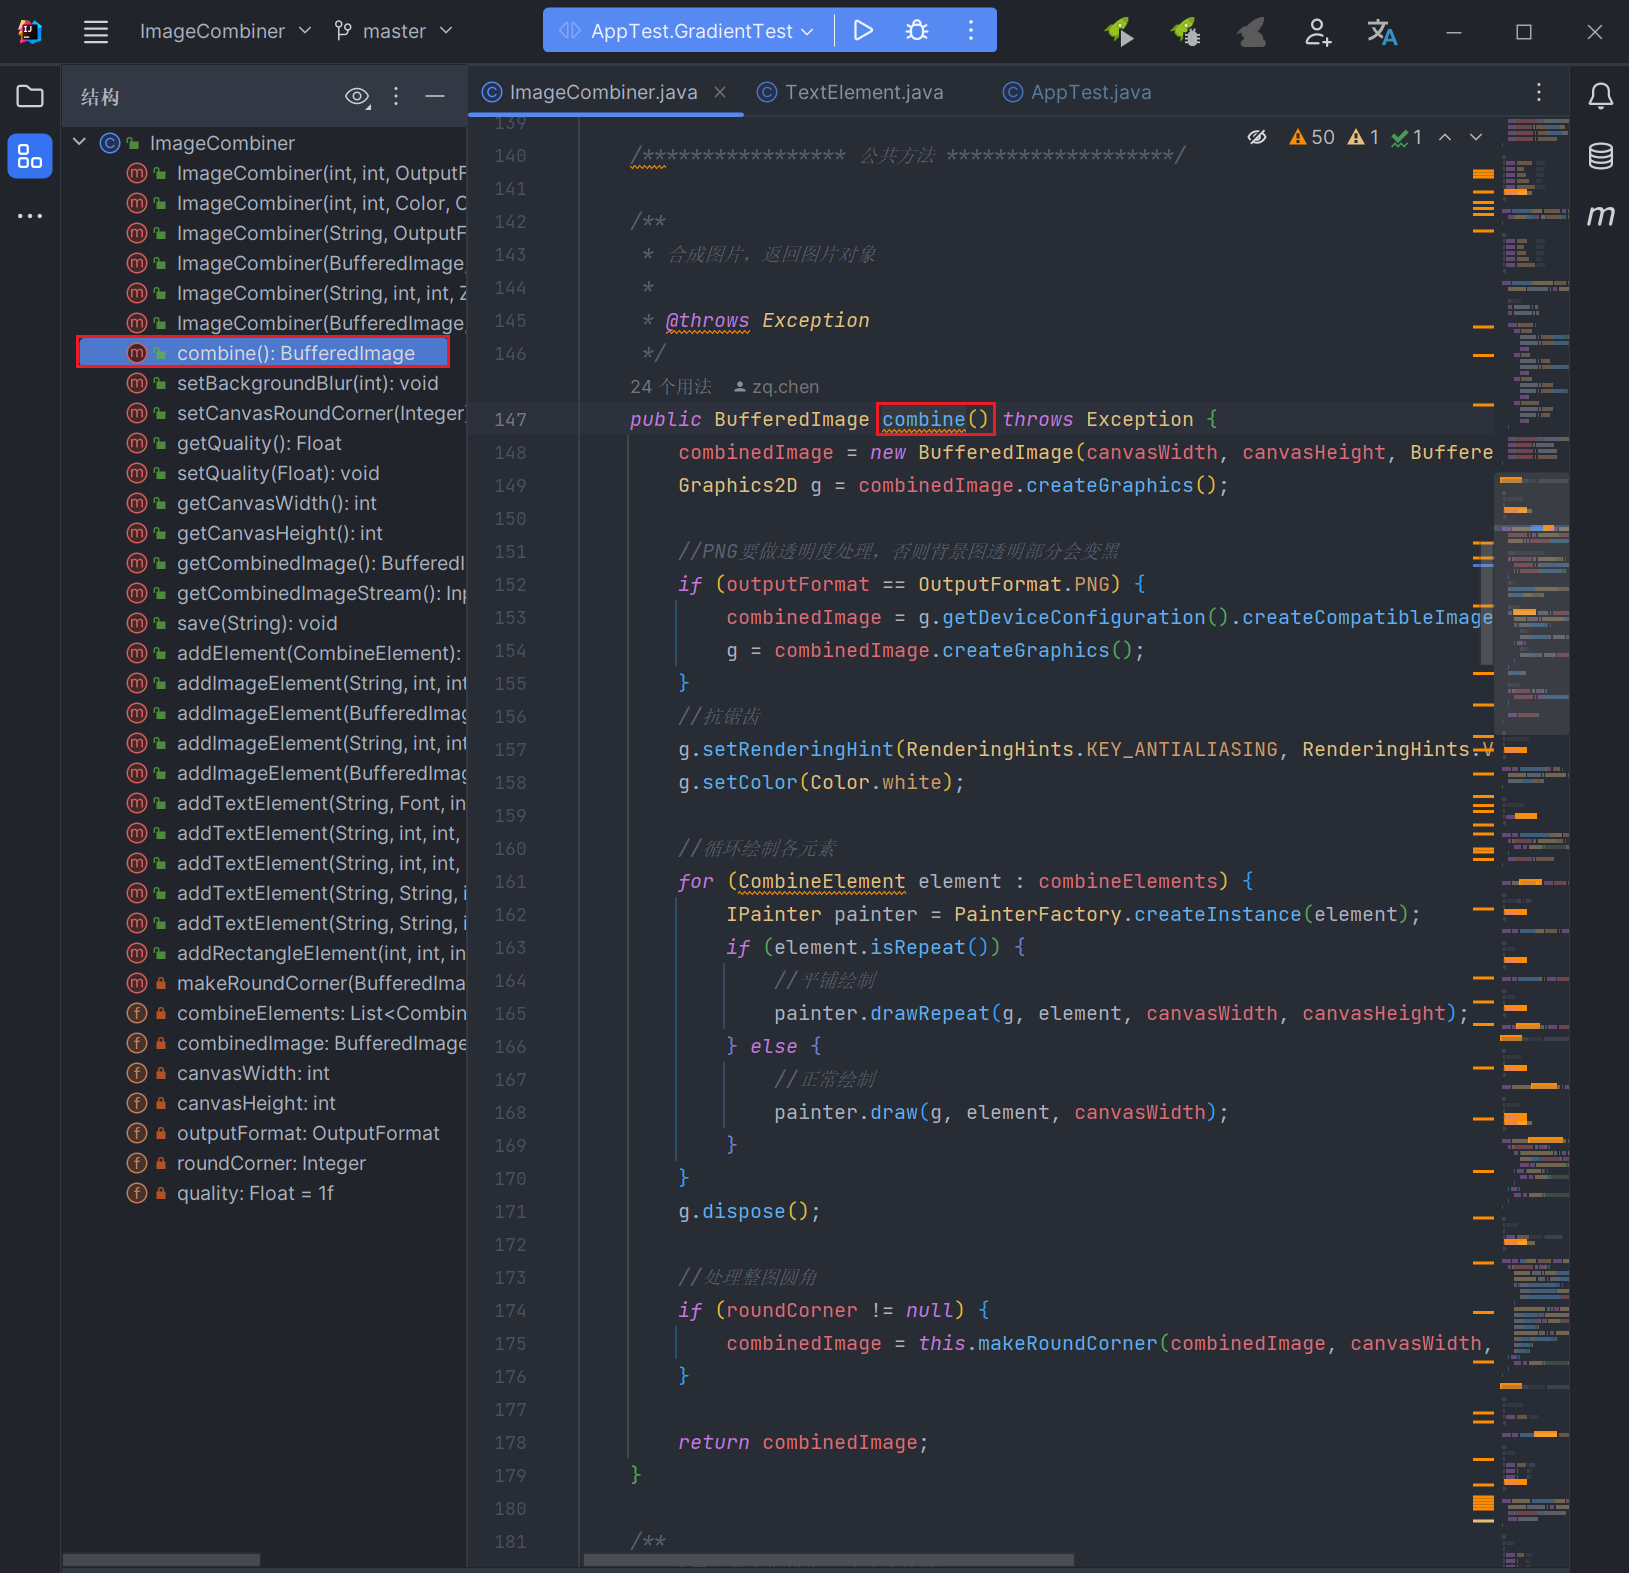 ImageCombiner
master
AppTest.GradientTest
结构
ImageCombiner.java
TextElement.java
AppTest.java
50
1
1
ImageCombiner
ImageCombiner(int, int, OutputF
ImageCombiner(int, int, Color, O
ImageCombiner(String, OutputF
ImageCombiner(BufferedImage,
ImageCombiner(String, int, int, Z
ImageCombiner(BufferedImage,
combine(): BufferedImage
setBackgroundBlur(int): void
setCanvasRoundCorner(Integer)
getQuality(): Float
setQuality(Float): void
getCanvasWidth(): int
getCanvasHeight(): int
getCombinedImage(): BufferedI
getCombinedImageStream(): Inp
save(String): void
addElement(CombineElement):
addImageElement(String, int, int
addImageElement(BufferedImag
addImageElement(String, int, int
addImageElement(BufferedImag
addTextElement(String, Font, in
addTextElement(String, int, int,
addTextElement(String, int, int,
addTextElement(String, String, i
addTextElement(String, String, i
addRectangleElement(int, int, in
makeRoundCorner(BufferedIma
combineElements: List<Combin
combinedImage: BufferedImage
canvasWidth: int
canvasHeight: int
outputFormat: OutputFormat
roundCorner: Integer
quality: Float = 1f
139
140 /***************** 公共方法 *******************/
141
142 /**
143 * 合成图片，返回图片对象
144 *
145 * @throws Exception
146 */
24 个用法 zq.chen
147 public BufferedImage combine() throws Exception {
148 combinedImage = new BufferedImage(canvasWidth, canvasHeight, Buffere
149 Graphics2D g = combinedImage.createGraphics();
150
151 //PNG要做透明度处理，否则背景图透明部分会变黑
152 if (outputFormat == OutputFormat.PNG) {
153 combinedImage = g.getDeviceConfiguration().createCompatibleImage
154 g = combinedImage.createGraphics();
155 }
156 //抗锯齿
157 g.setRenderingHint(RenderingHints.KEY_ANTIALIASING, RenderingHints.V
158 g.setColor(Color.white);
159
160 //循环绘制各元素
161 for (CombineElement element : combineElements) {
162 IPainter painter = PainterFactory.createInstance(element);
163 if (element.isRepeat()) {
164 //平铺绘制
165 painter.drawRepeat(g, element, canvasWidth, canvasHeight);
166 } else {
167 //正常绘制
168 painter.draw(g, element, canvasWidth);
169 }
170 }
171 g.dispose();
172
173 //处理整图圆角
174 if (roundCorner != null) {
175 combinedImage = this.makeRoundCorner(combinedImage, canvasWidth,
176 }
177
178 return combinedImage;
179 }
180
181 /**